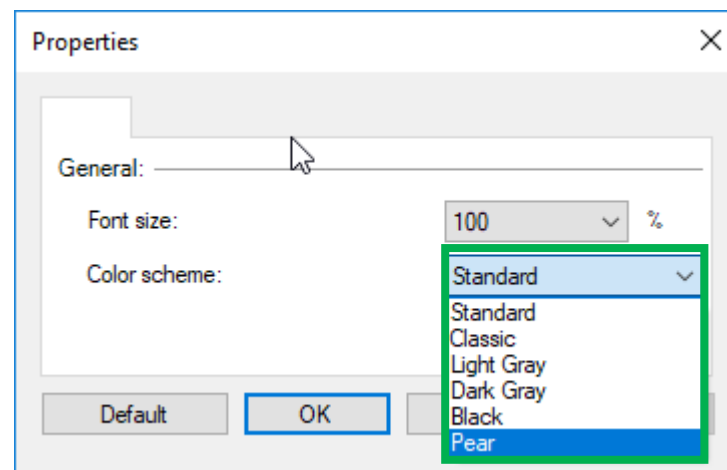 Properties
General:
Font size: 100 %
Color scheme: Standard
Standard
Classic
Light Gray
Dark Gray
Black
Pear
Default OK